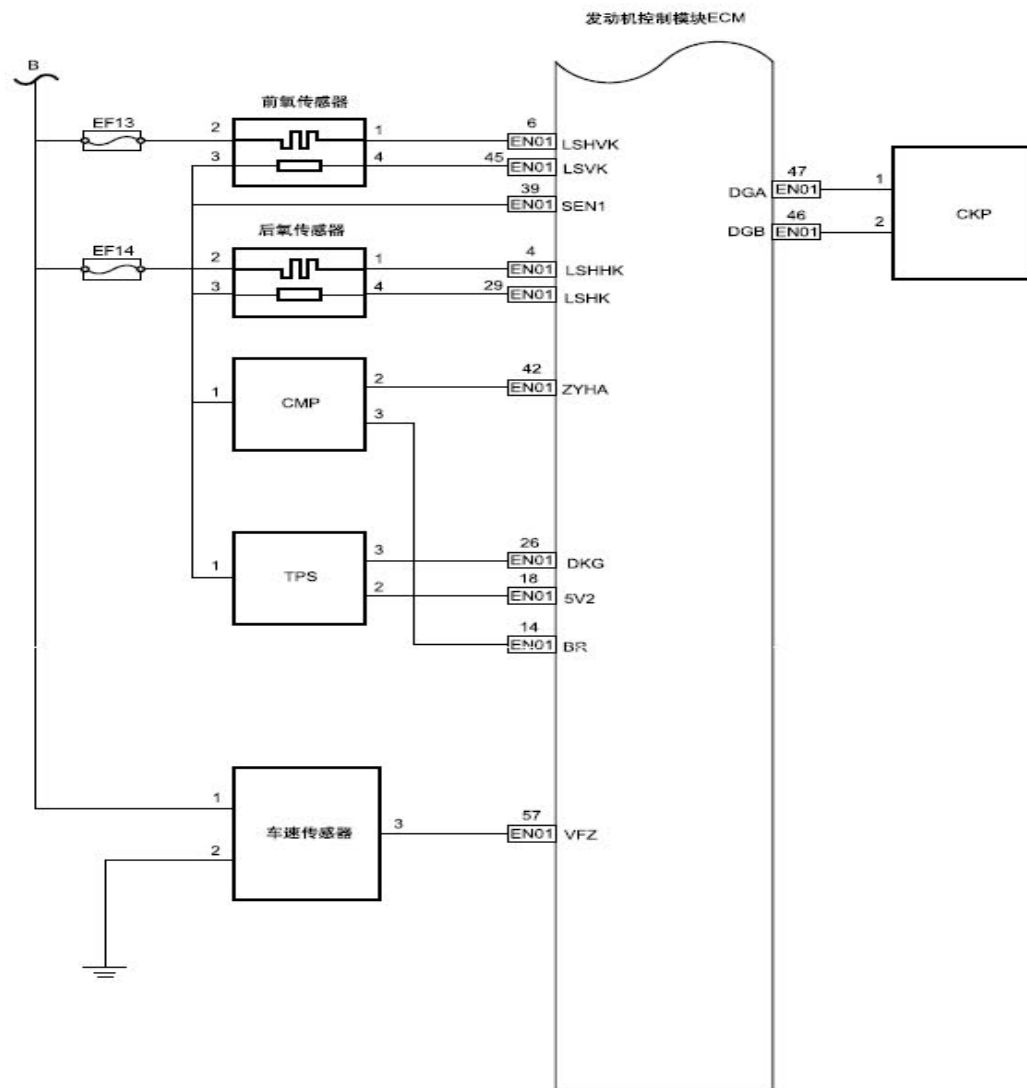 发动机控制模块ECM
B
前氧传感器
EF13
2
1
6
EN01
LSHVK
3
4
45
EN01
LSVK
39
EN01
SEN1
47
DGA
EN01
1
CKP
46
DGB
EN01
2
后氧传感器
EF14
2
1
4
EN01
LSHHK
3
4
29
EN01
LSHK
1
CMP
2
42
EN01
ZYHA
3
1
TPS
3
26
EN01
DKG
2
18
EN01
5V2
14
EN01
BR
1
车速传感器
2
3
57
EN01
VFZ